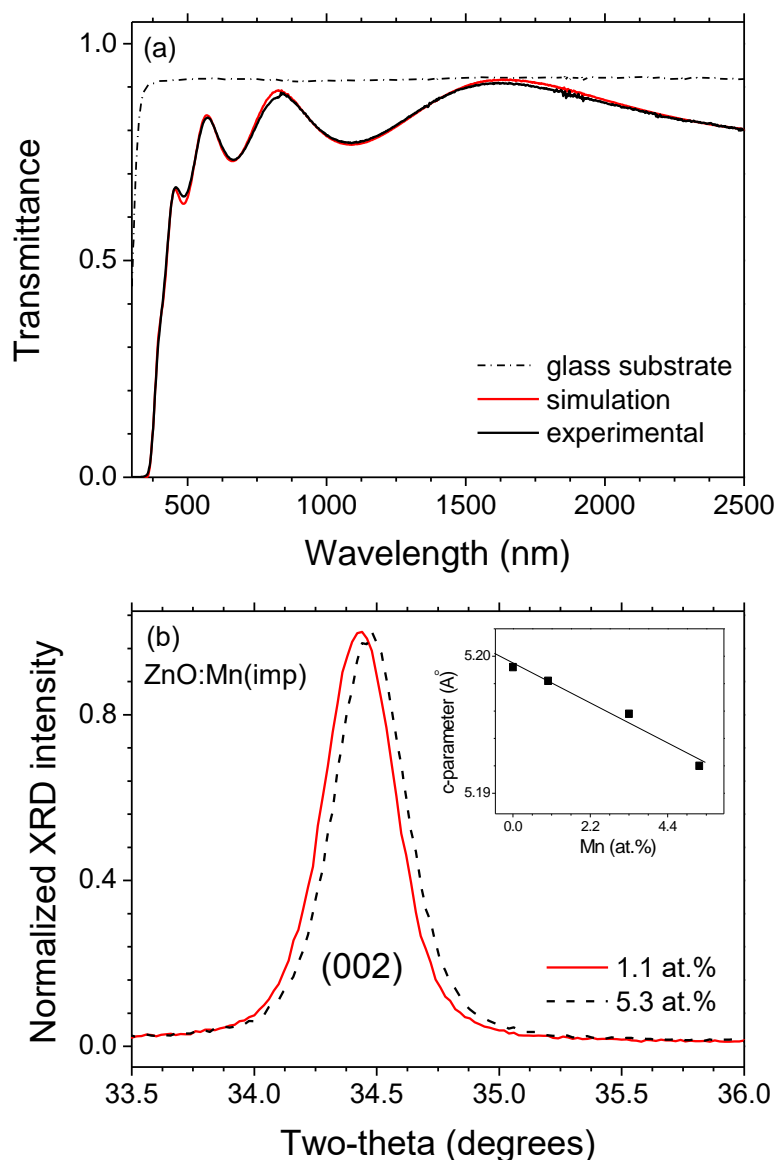 (a)
1.0
0.5
0.0
Transmittance
glass substrate
simulation
experimental
500 1000 1500 2000 2500
Wavelength (nm)
(b)
ZnO:Mn(imp)
0.8
0.4
0.0
Normalized XRD intensity
5.20
5.19
c-parameter (A°)
0.0 2.2 4.4
Mn (at.%)
(002)
1.1 at.%
5.3 at.%
33.5 34.0 34.5 35.0 35.5 36.0
Two-theta (degrees)